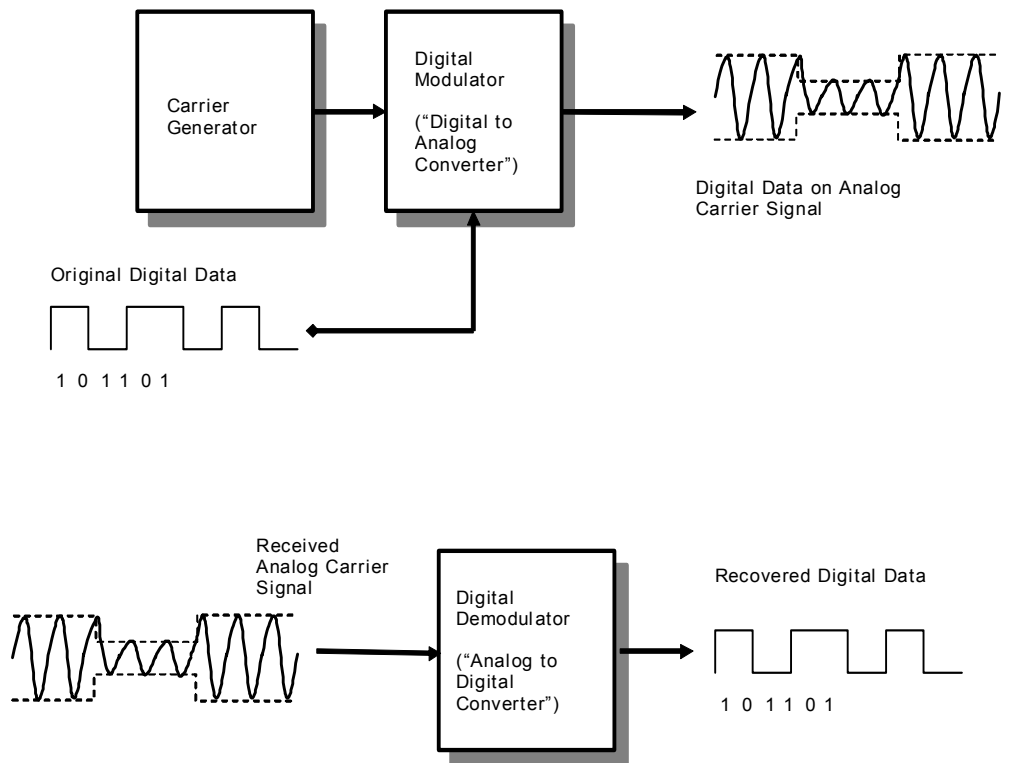 Carrier
Generator
Digital
Modulator
(“Digital to
Analog
Converter”)
Digital Data on Analog
Carrier Signal
Original Digital Data
1 0 1 1 0 1
Received
Analog Carrier
Signal
Digital
Demodulator
(“Analog to
Digital
Converter”)
Recovered Digital Data
1 0 1 1 0 1